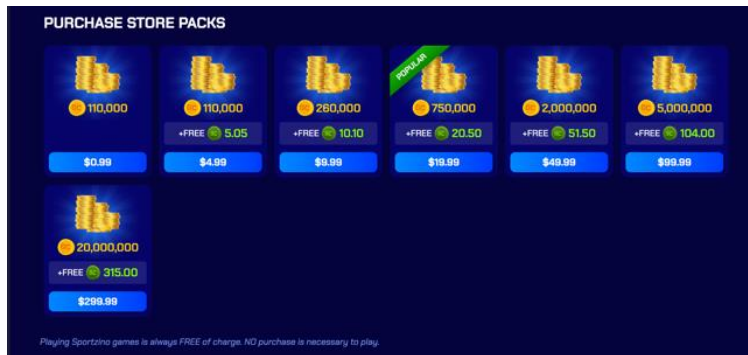 PURCHASE STORE PACKS
110,000
$0.99
110,000
+FREE 5.05
$4.99
260,000
+FREE 10.10
$9.99
POPULAR
750,000
+FREE 20.50
$19.99
2,000,000
+FREE 51.50
$49.99
5,000,000
+FREE 104.00
$99.99
20,000,000
+FREE 315.00
$299.99
Playing Sportzino games is always FREE of charge. NO purchase is necessary to play.